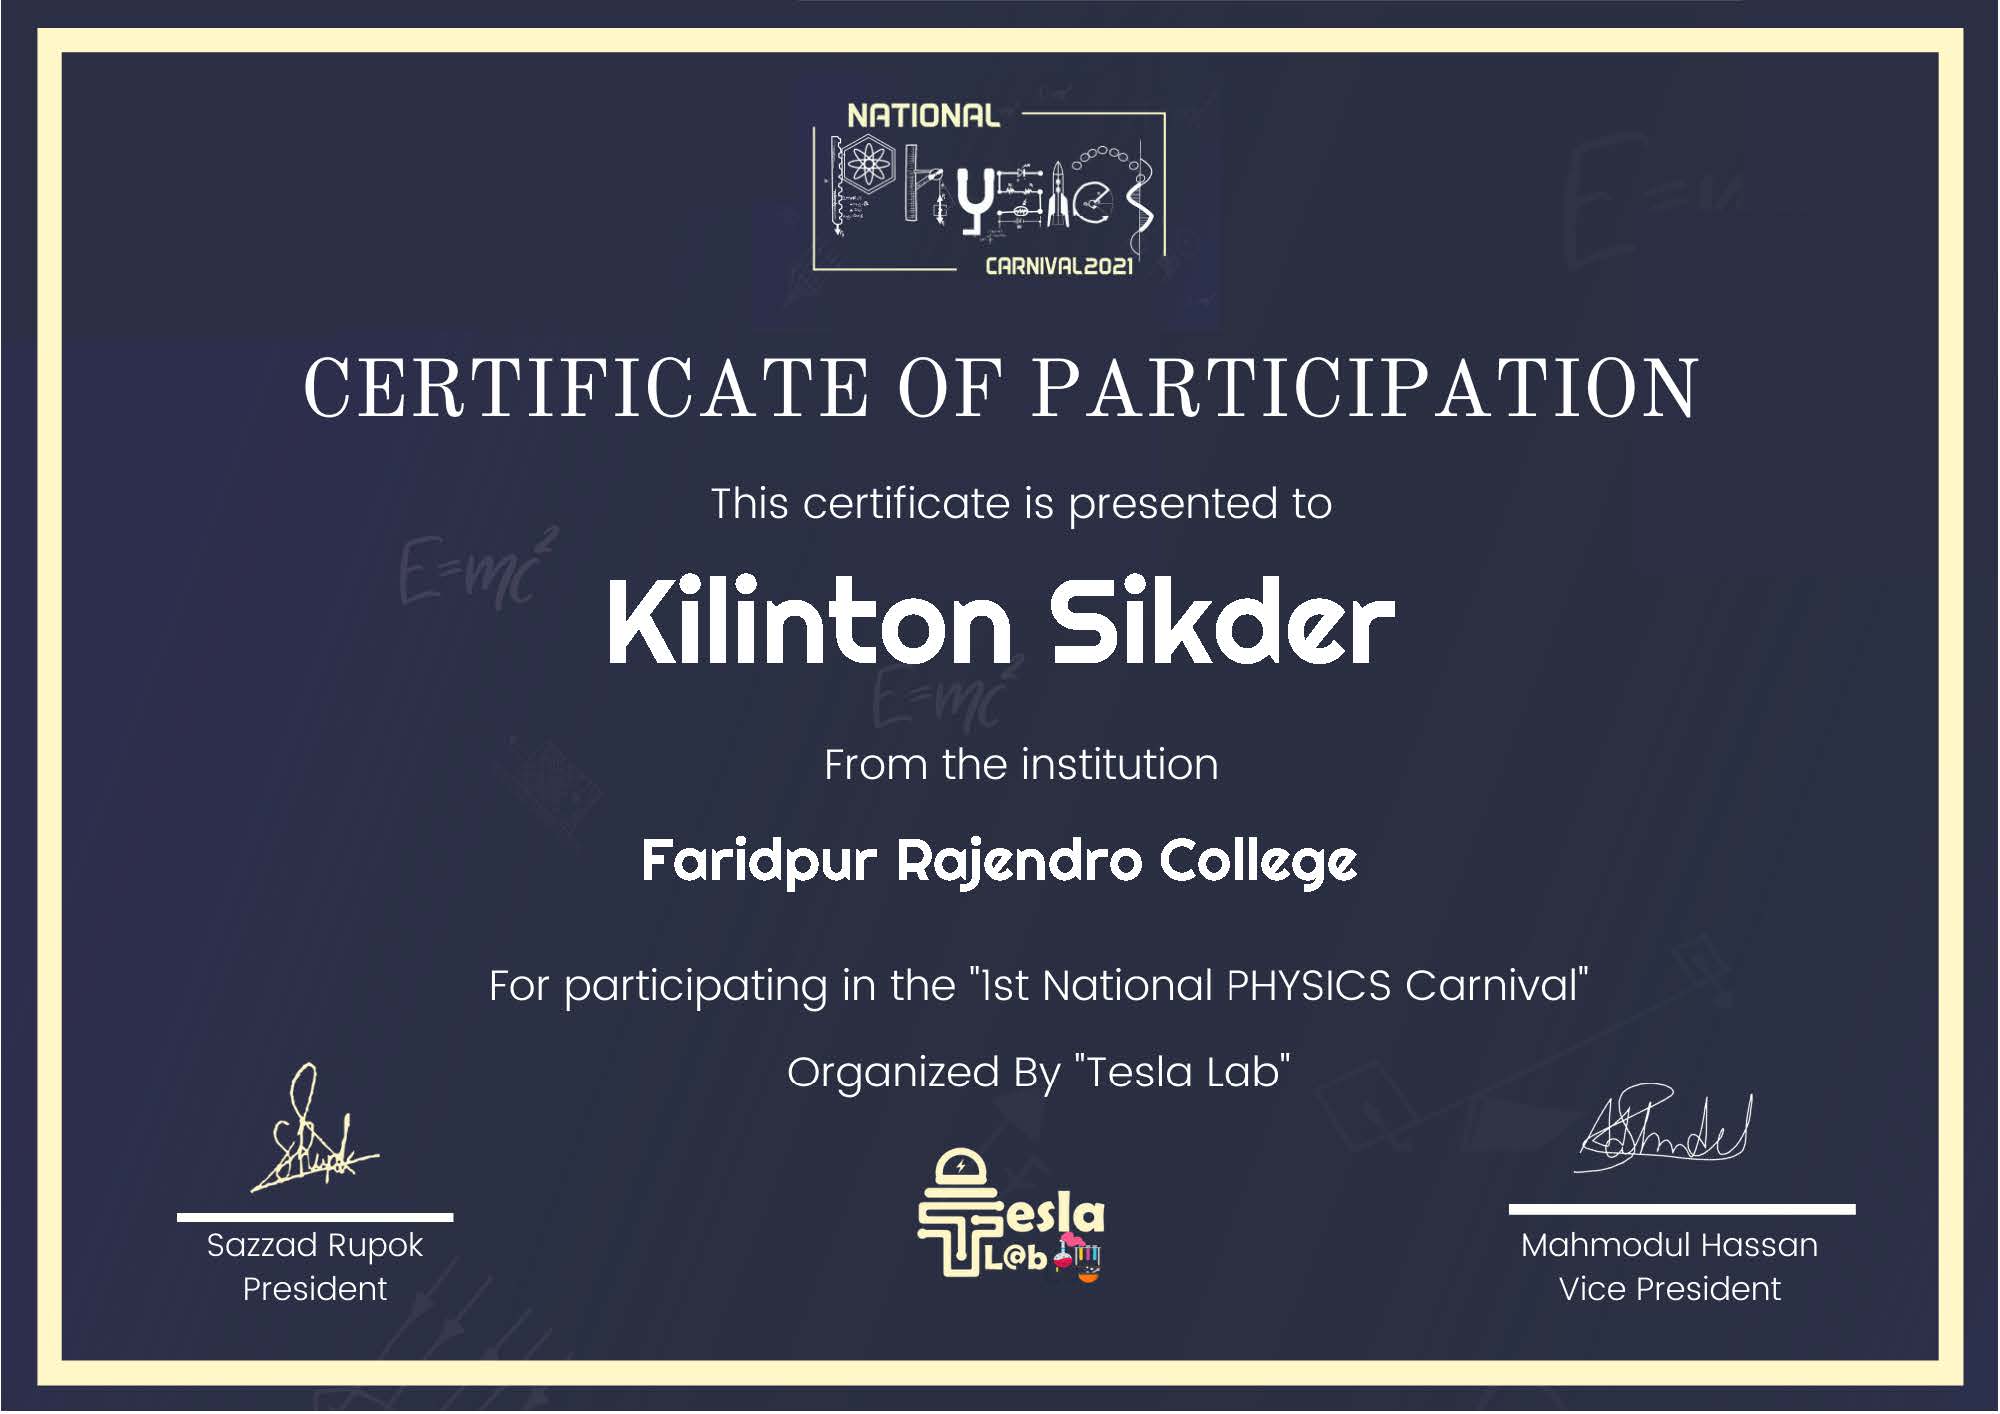 NATIONAL
Physics
CARNIVAL2021
CERTIFICATE OF PARTICIPATION
This certificate is presented to
E=mc²
Kilinton Sikder
E=mc²
From the institution
Faridpur Rajendro College
For participating in the "1st National PHYSICS Carnival"
Organized By "Tesla Lab"
Tesla
L@b
Sazzad Rupok
President
Mahmodul Hassan
Vice President